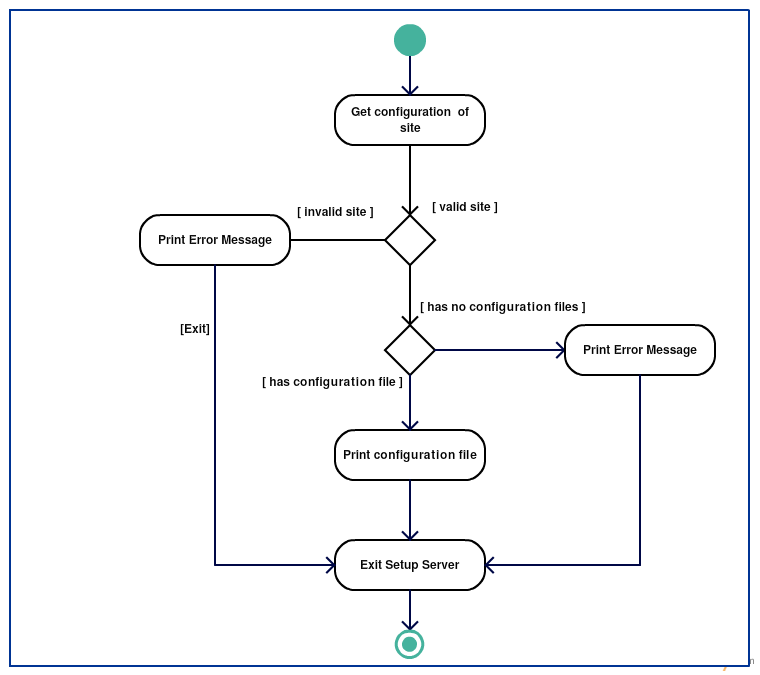 Get configuration of
site
[ invalid site ]
[ valid site ]
Print Error Message
[ has no configuration files ]
[Exit]
Print Error Message
[ has configuration file ]
Print configuration file
Exit Setup Server